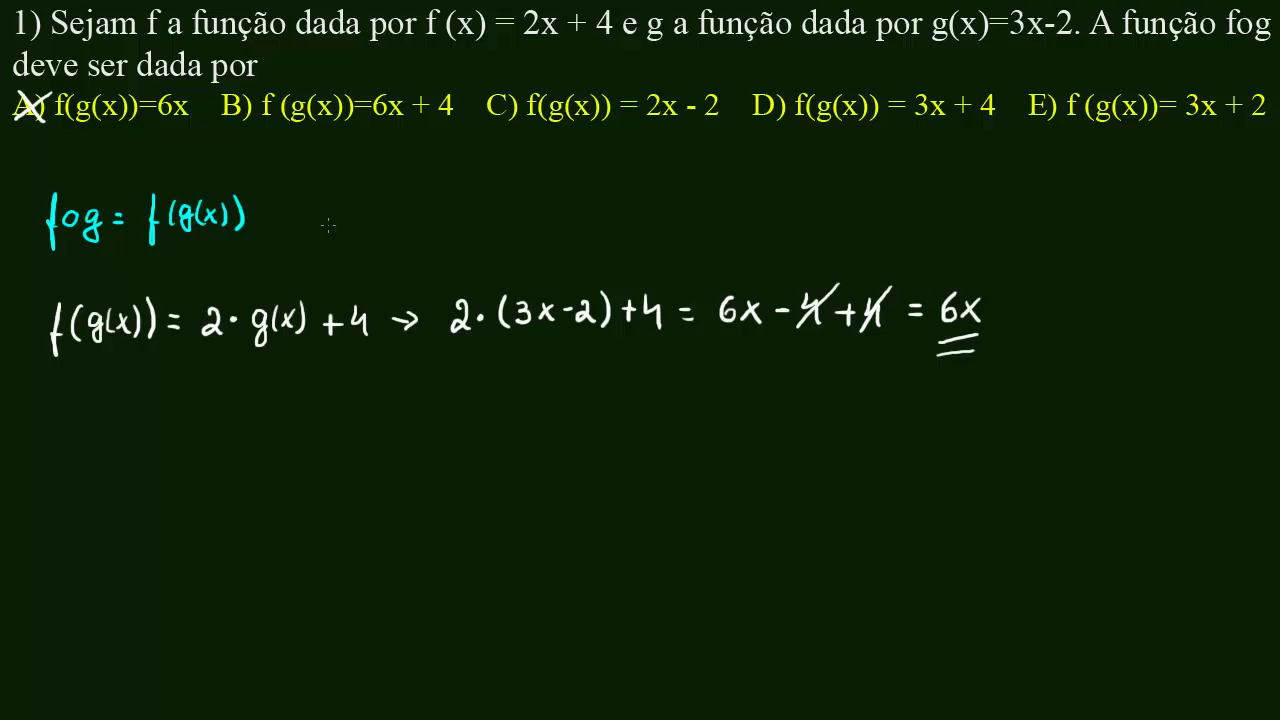 1) Sejam f a função dada por f (x) = 2x + 4 e g a função dada por g(x)=3x-2. A função fog
deve ser dada por
A) f(g(x))=6x B) f (g(x))=6x + 4 C) f(g(x)) = 2x - 2 D) f(g(x)) = 3x + 4 E) f (g(x))= 3x + 2
fog = f(g(x))
f(g(x)) = 2 · g(x) + 4 → 2 · (3x - 2) + 4 = 6x - 4 + 4 = 6x